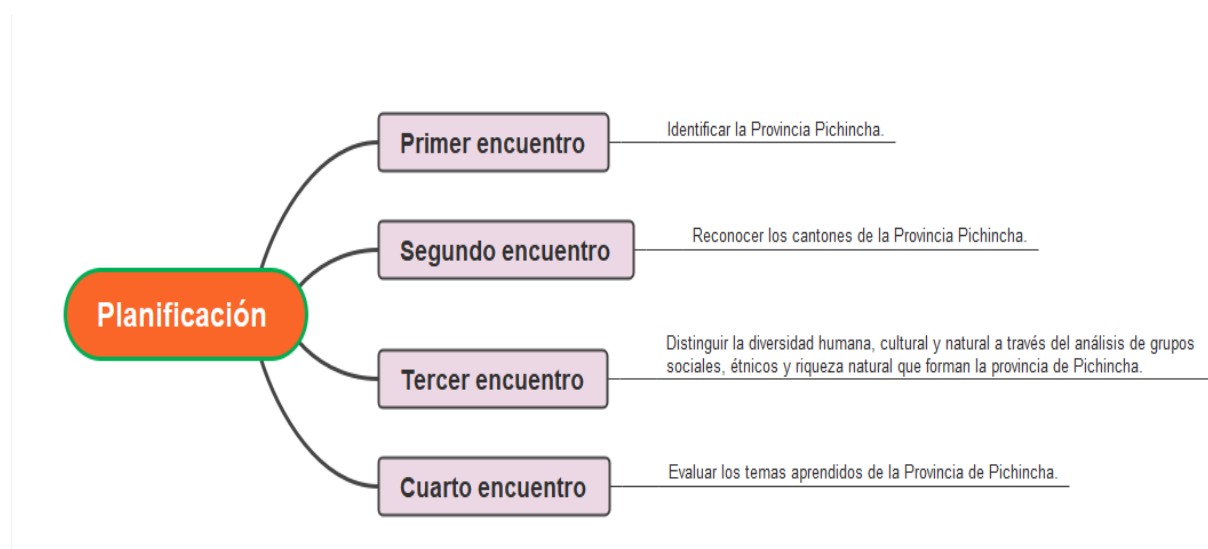 Primer encuentro
Identificar la Provincia Pichincha.
Segundo encuentro
Reconocer los cantones de la Provincia Pichincha.
Planificación
Tercer encuentro
Distinguir la diversidad humana, cultural y natural a través del análisis de grupos
sociales, étnicos y riqueza natural que forman la provincia de Pichincha.
Cuarto encuentro
Evaluar los temas aprendidos de la Provincia de Pichincha.